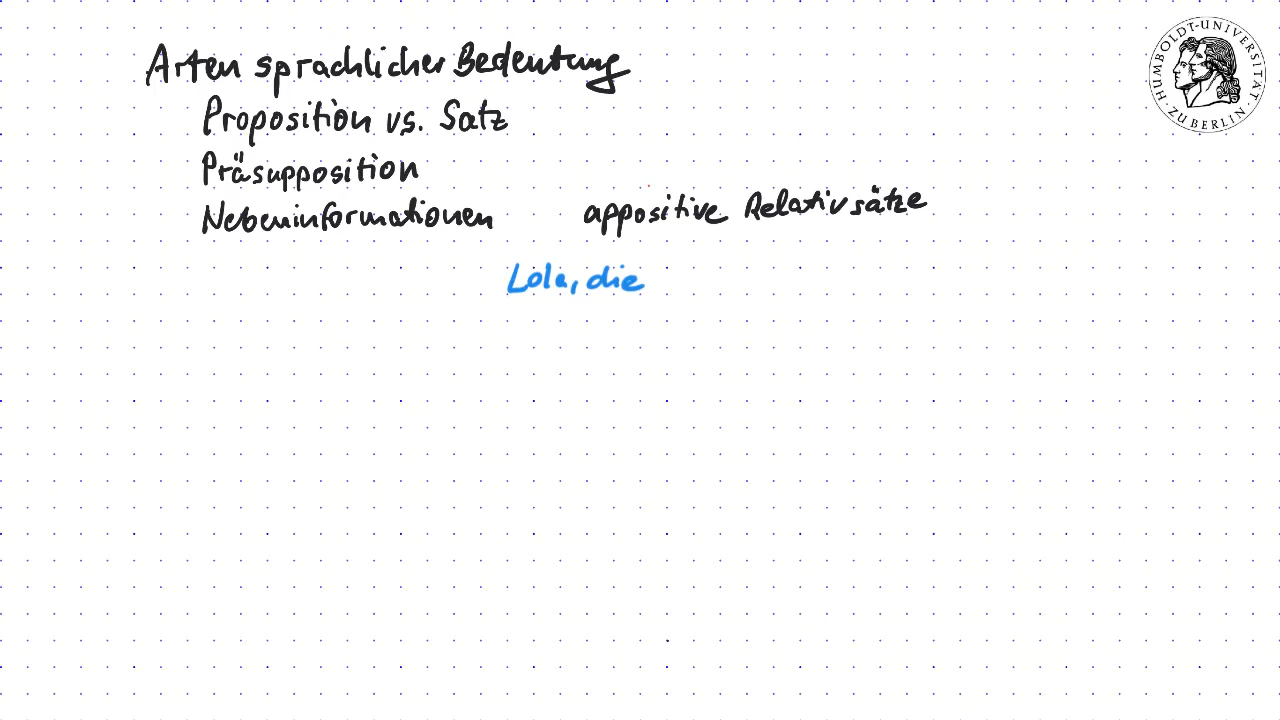 Arten sprachlicher Bedeutung
Proposition vs. Satz
Präsupposition
Nebeninformationen appositive Relativsätze
Lola, die
HUMBOLDT-UNIVERSITÄT · ZU BERLIN ·